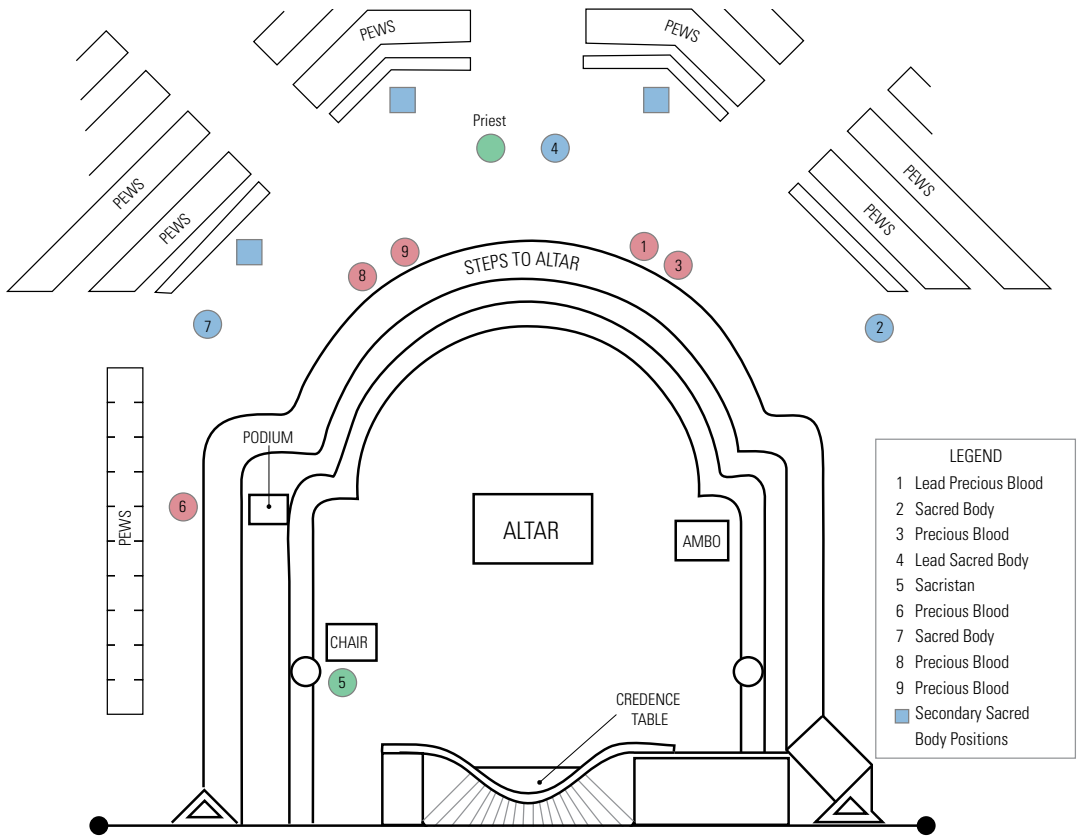 PEWS
PEWS
Priest
4
PEWS
PEWS
PEWS
PEWS
9
1
8
STEPS TO ALTAR
3
7
2
PODIUM
6
PEWS
ALTAR
AMBO
CHAIR
5
CREDENCE
TABLE
LEGEND
1 Lead Precious Blood
2 Sacred Body
3 Precious Blood
4 Lead Sacred Body
5 Sacristan
6 Precious Blood
7 Sacred Body
8 Precious Blood
9 Precious Blood
Secondary Sacred
Body Positions